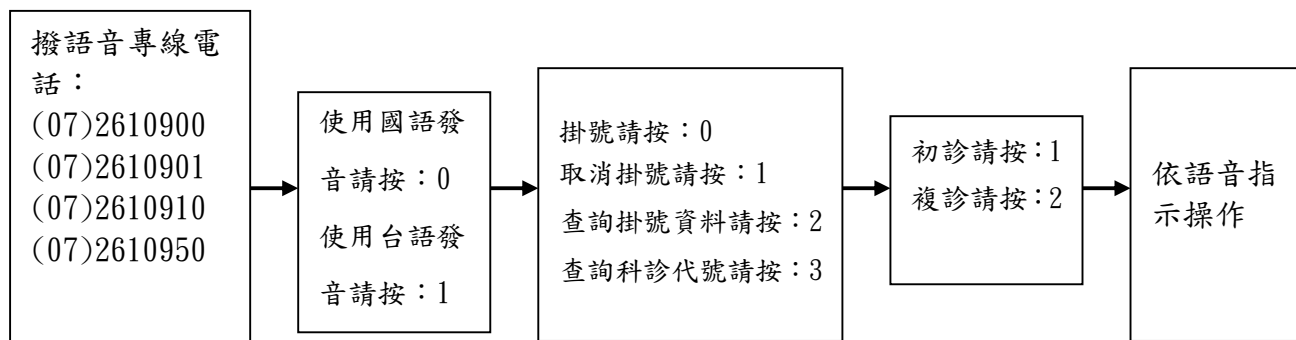 撥語音專線電
話：
(07)2610900
(07)2610901
(07)2610910
(07)2610950
使用國語發
音請按：0
使用台語發
音請按：1
掛號請按：0
取消掛號請按：1
查詢掛號資料請按：2
查詢科診代號請按：3
初診請按：1
複診請按：2
依語音指
示操作